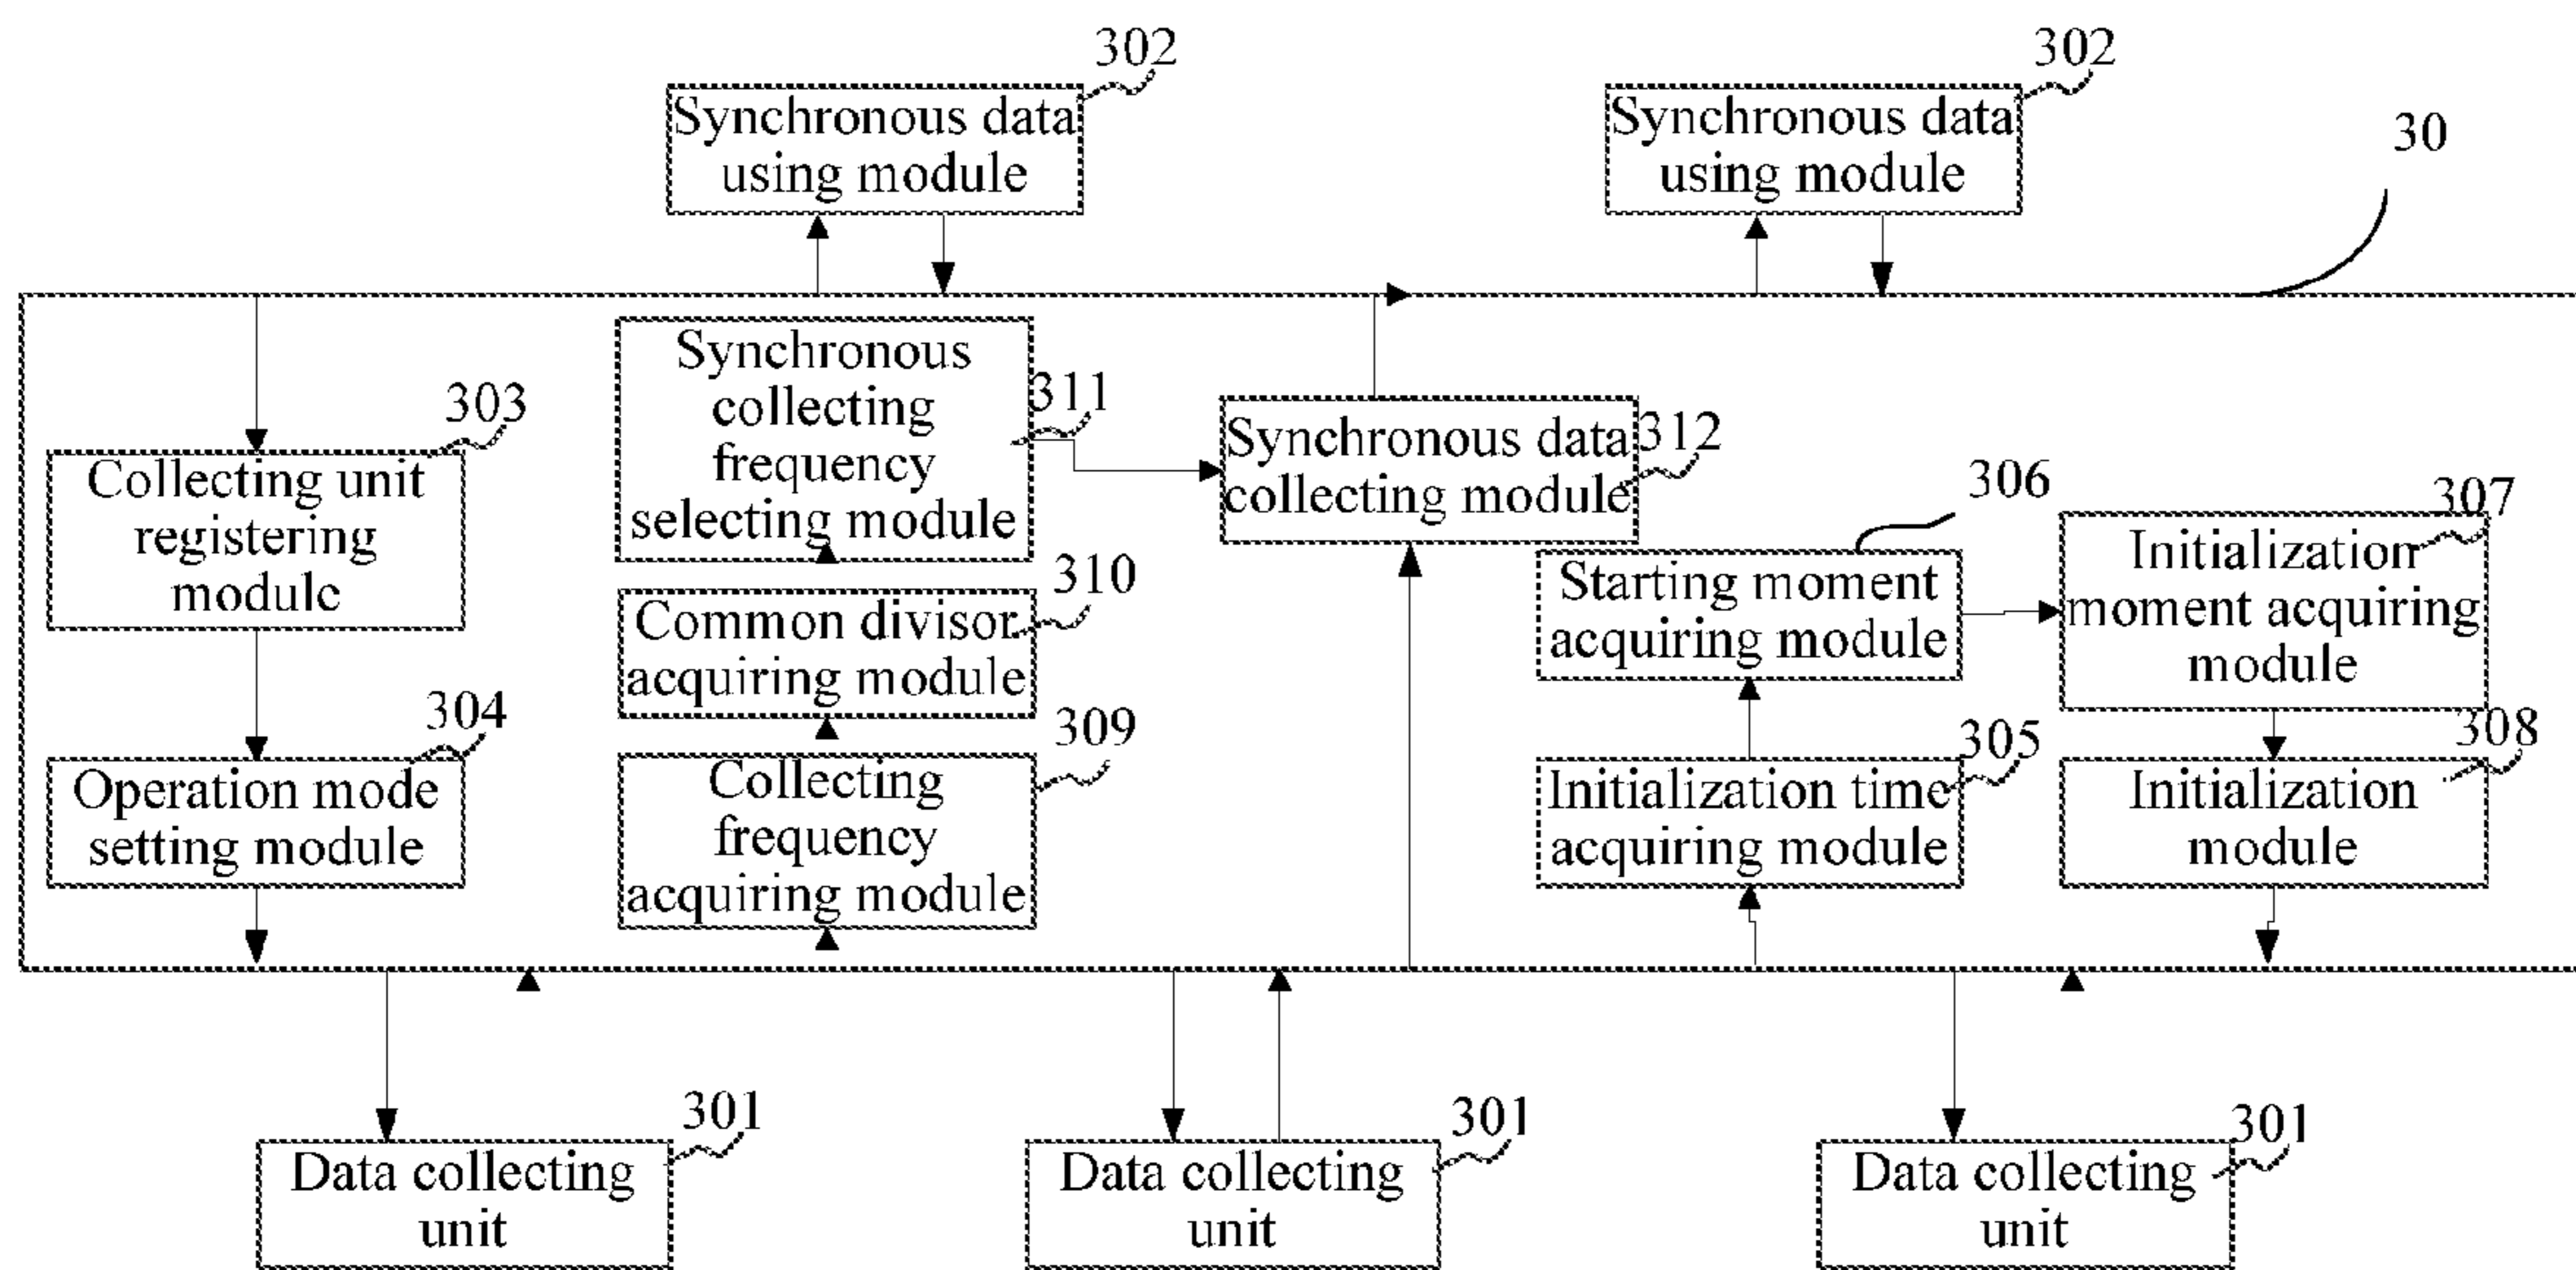 302
302
Synchronous data
using module
Synchronous data
using module
30
Synchronous
collecting
frequency
selecting module
311
303
Collecting unit
registering
module
Synchronous data
collecting module
312
306
307
Starting moment
acquiring module
Initialization
moment acquiring
module
310
Common divisor
acquiring module
304
Operation mode
setting module
309
Collecting
frequency
acquiring module
305
Initialization time
acquiring module
308
Initialization
module
301
Data collecting
unit
301
Data collecting
unit
301
Data collecting
unit